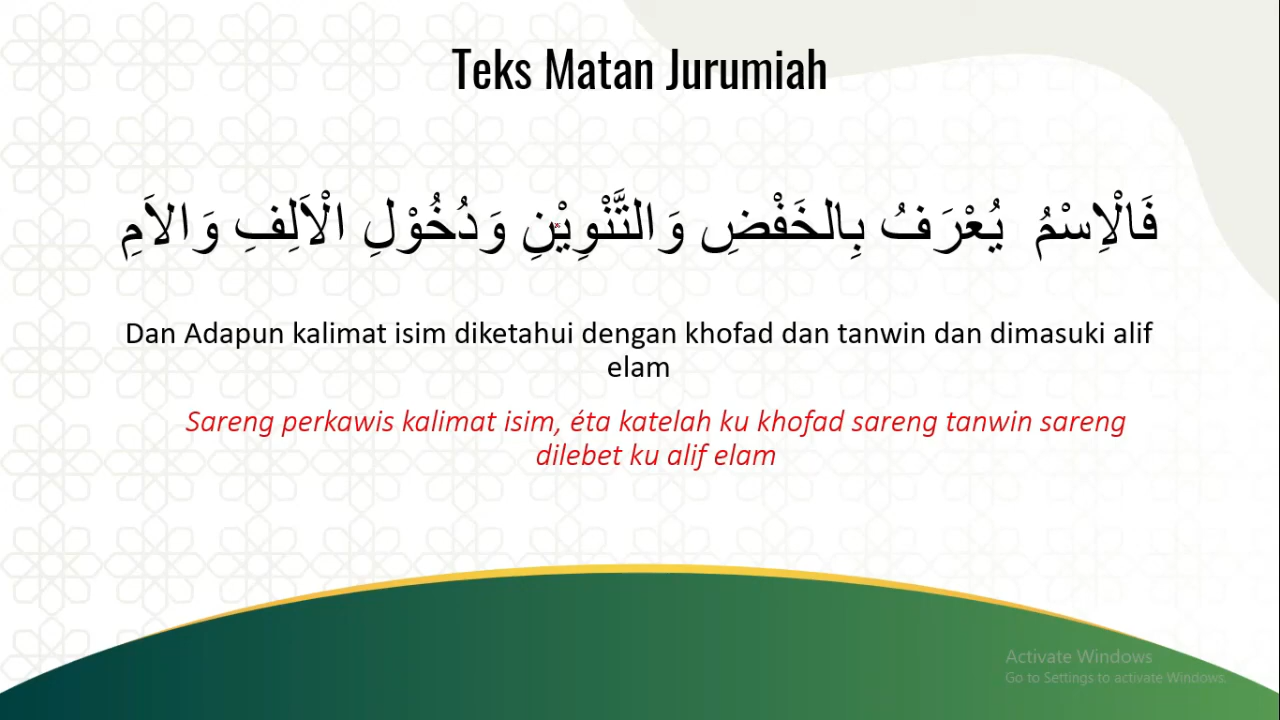 Teks Matan Jurumiah
فَالْاِسْمُ يُعْرَفُ بِالخَفْضِ وَالتَّنْوِيْنِ وَدُخُوْلِ الْاَلِفِ وَالاَمِ
Dan Adapun kalimat isim diketahui dengan khofad dan tanwin dan dimasuki alif
elam
Sareng perkawis kalimat isim, éta katelah ku khofad sareng tanwin sareng
dilebet ku alif elam
Activate Windows
Go to Settings to activate Windows.